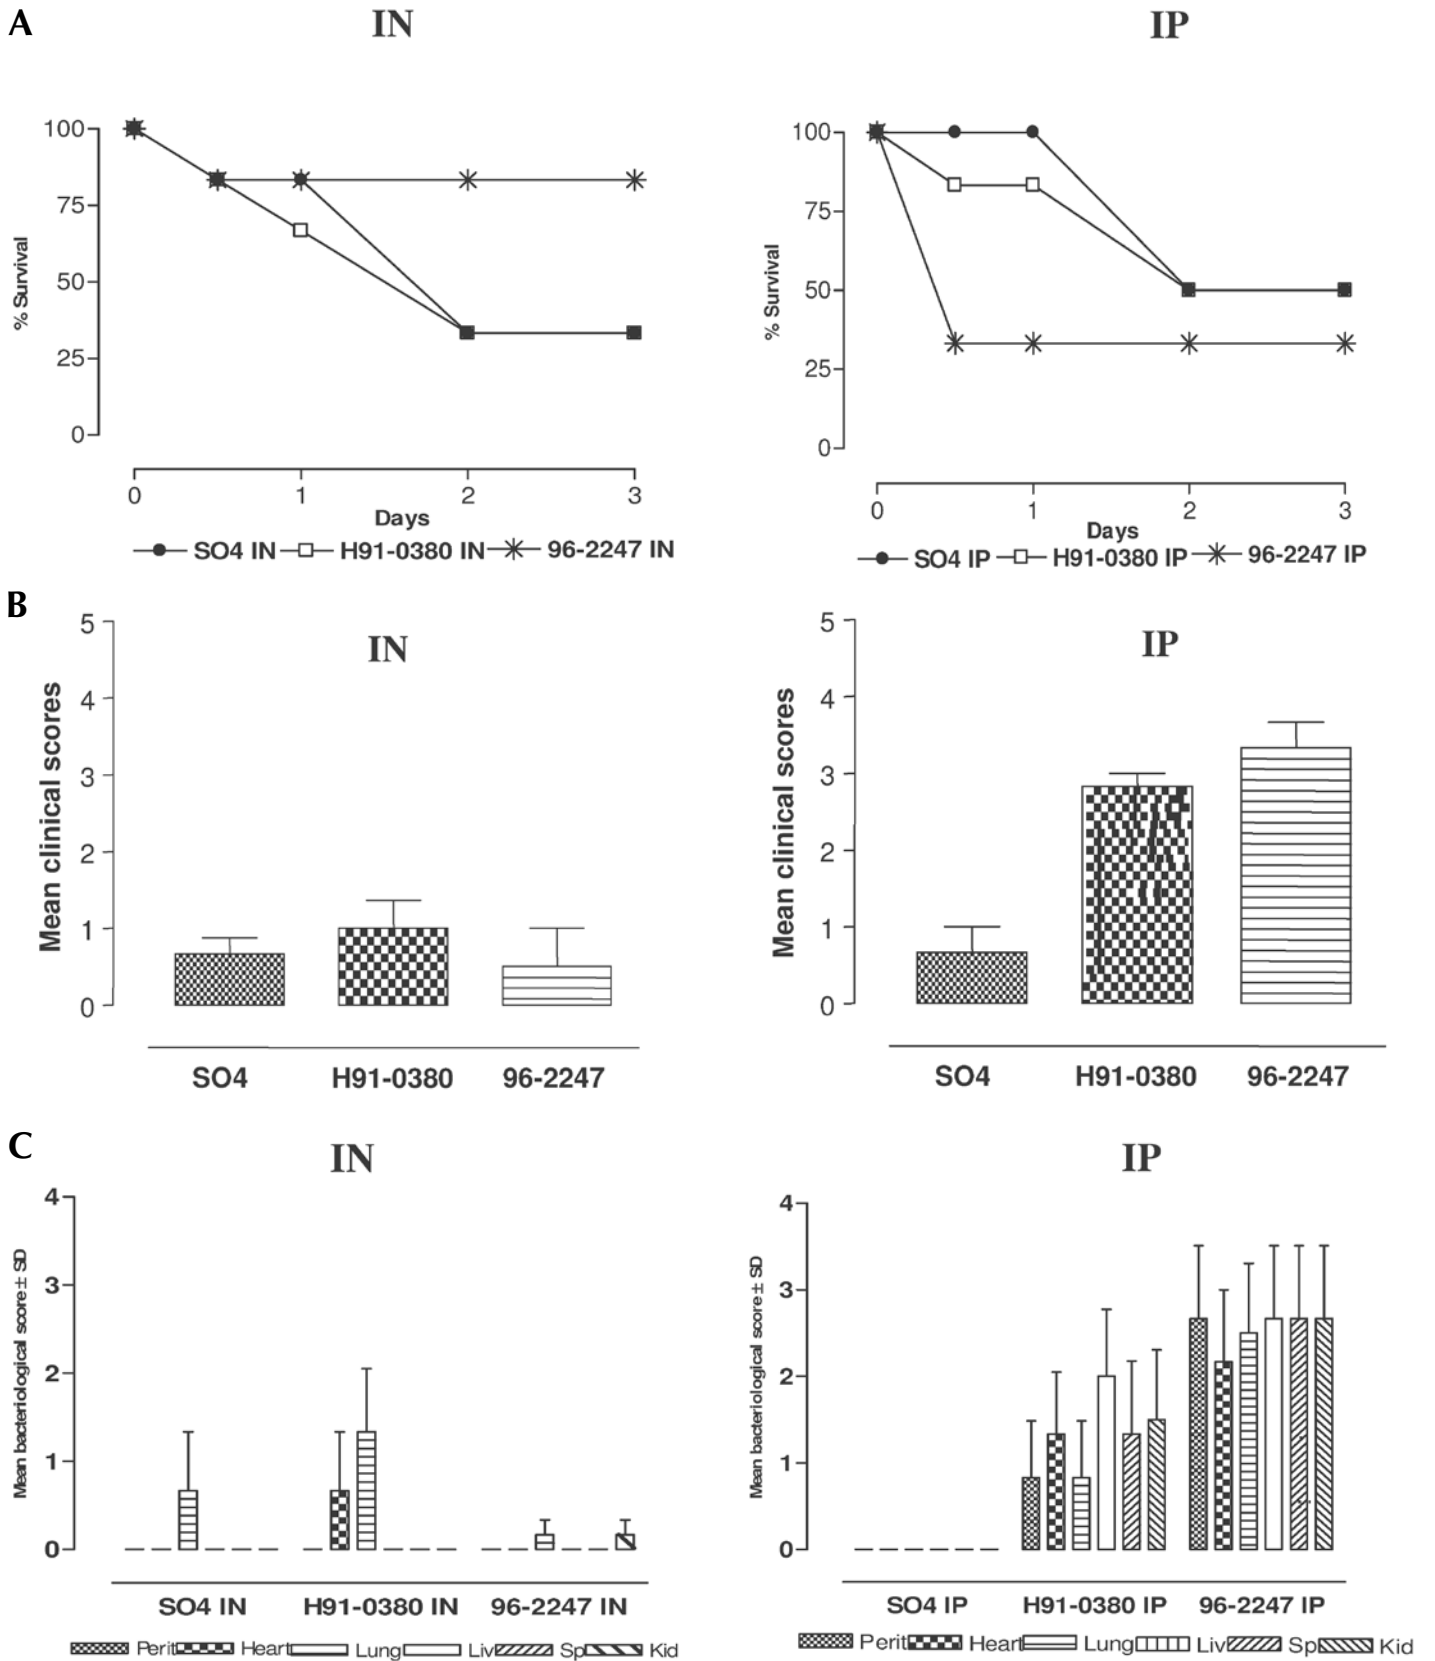 A
IN
IP
100
75
50
25
0
% Survival
0 1 2 3
Days
SO4 IN H91-0380 IN 96-2247 IN
100
75
50
25
0
% Survival
0 1 2 3
Days
SO4 IP H91-0380 IP 96-2247 IP
B
IN
5
4
3
2
1
0
Mean clinical scores
SO4 H91-0380 96-2247
IP
5
4
3
2
1
0
Mean clinical scores
SO4 H91-0380 96-2247
C
IN
4
3
2
1
0
Mean bacteriological score ± SD
SO4 IN H91-0380 IN 96-2247 IN
Perit Heart Lung Liv Sp Kid
IP
4
3
2
1
0
Mean bacteriological score ± SD
SO4 IP H91-0380 IP 96-2247 IP
Perit Heart Lung Liv Sp Kid